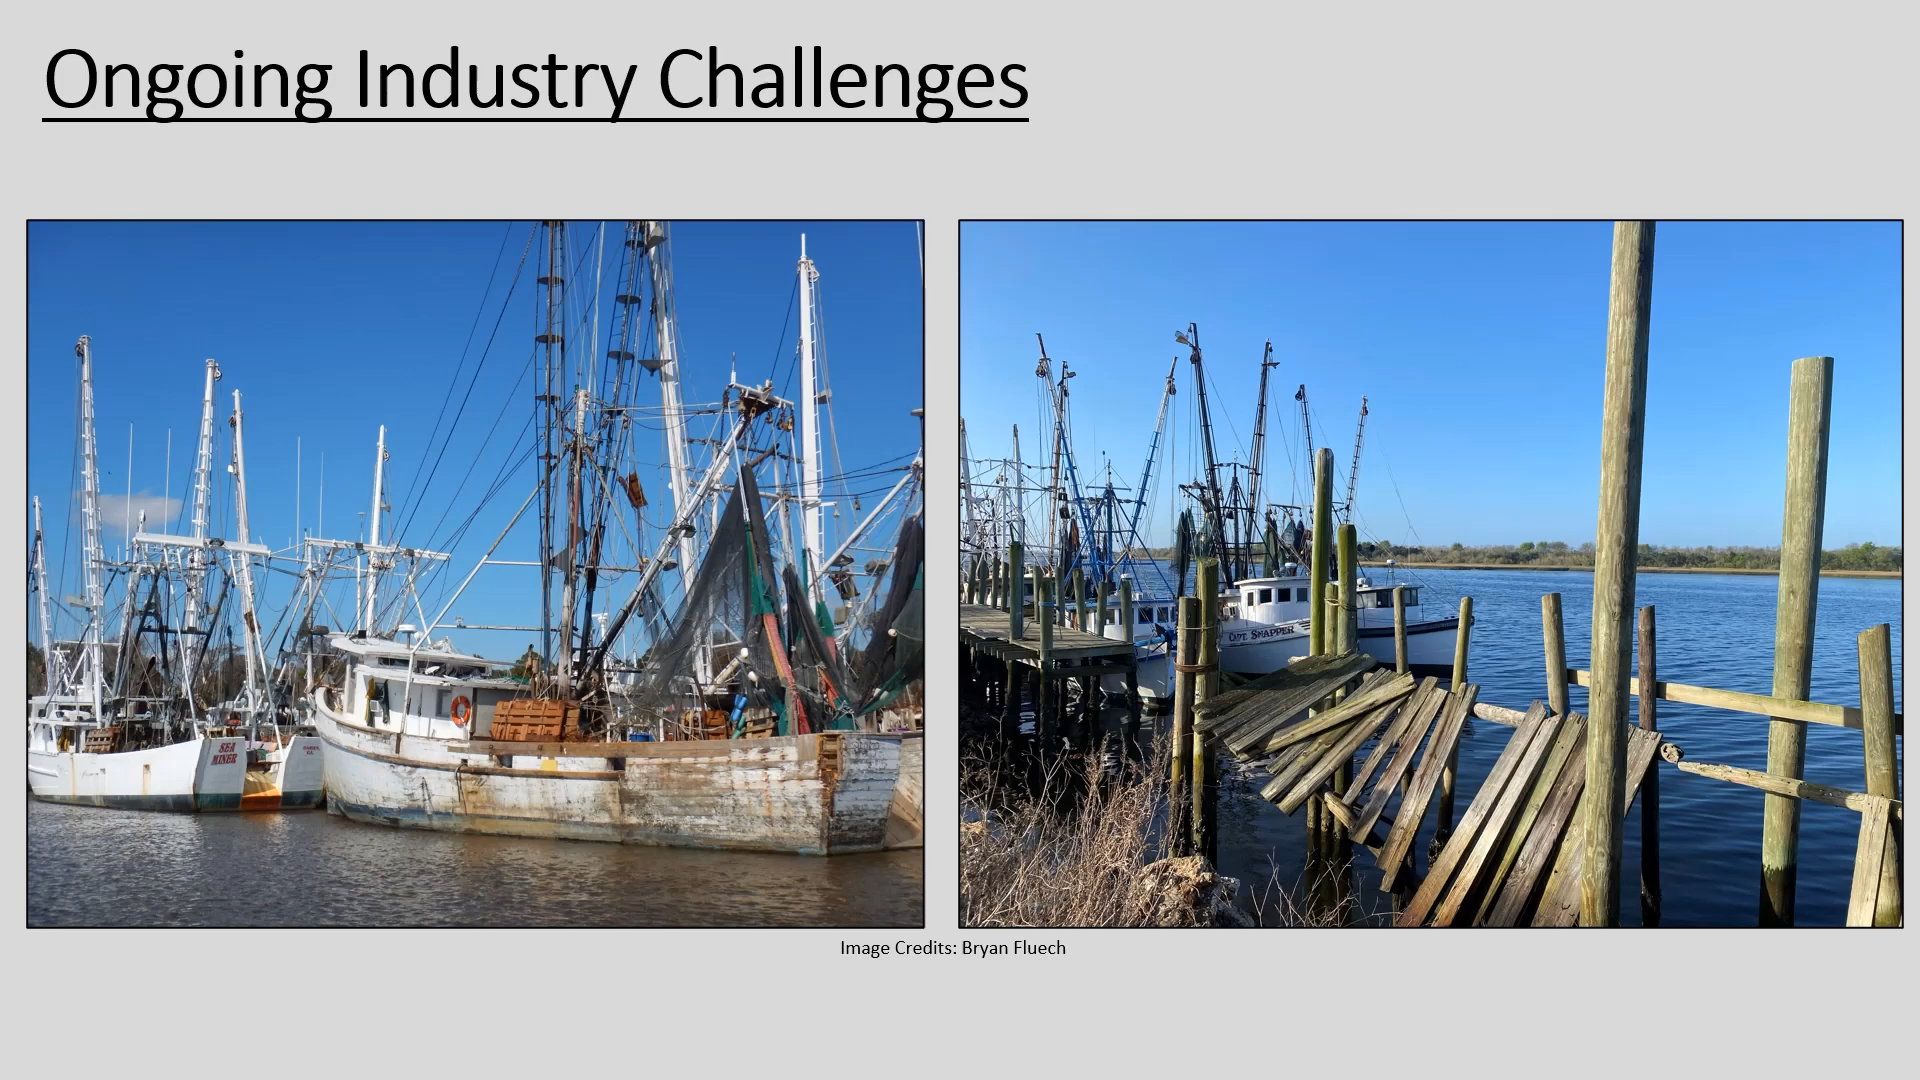 Ongoing Industry Challenges
SEA
MINER
CAPT. SNAPPER
Image Credits: Bryan Fluech